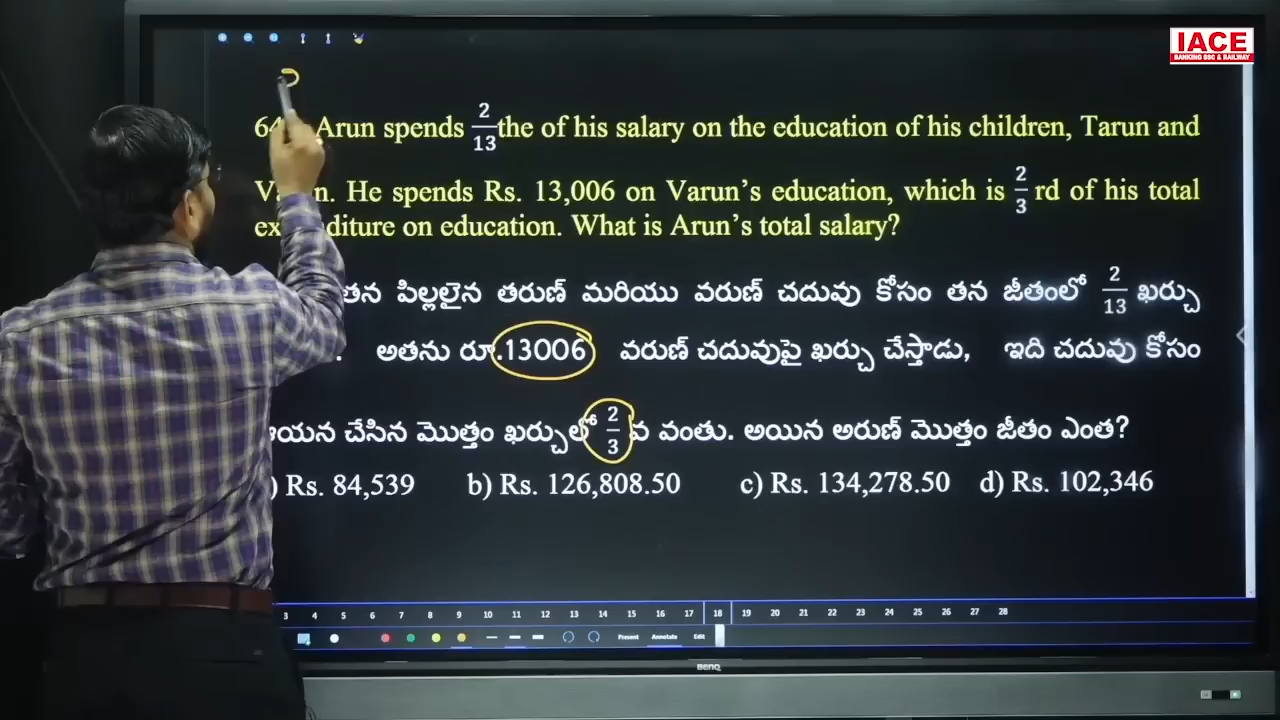 IACE
BANKING SSC & RAILWAY
Arun spends 2/13 the of his salary on the education of his children, Tarun and
He spends Rs. 13,006 on Varun's education, which is 2/3 rd of his total
on education. What is Arun's total salary?
తన పిల్లలైన తరుణ్ మరియు వరుణ్ చదువు కోసం తన జీతంలో 2/13 ఖర్చు
. అతను రూ.13006 వరుణ్ చదువుపై ఖర్చు చేస్తాడు, ఇది చదువు కోసం
చేసిన మొత్తం ఖర్చులో 2/3 వ వంతు. అయిన అరుణ్ మొత్తం జీతం ఎంత?
) Rs. 84,539 b) Rs. 126,808.50 c) Rs. 134,278.50 d) Rs. 102,346
3 4 5 6 7 8 9 10 11 12 13 14 15 16 17 18 19 20 21 22 23 24 25 26 27 28
Present Annotate Edit
BenQ